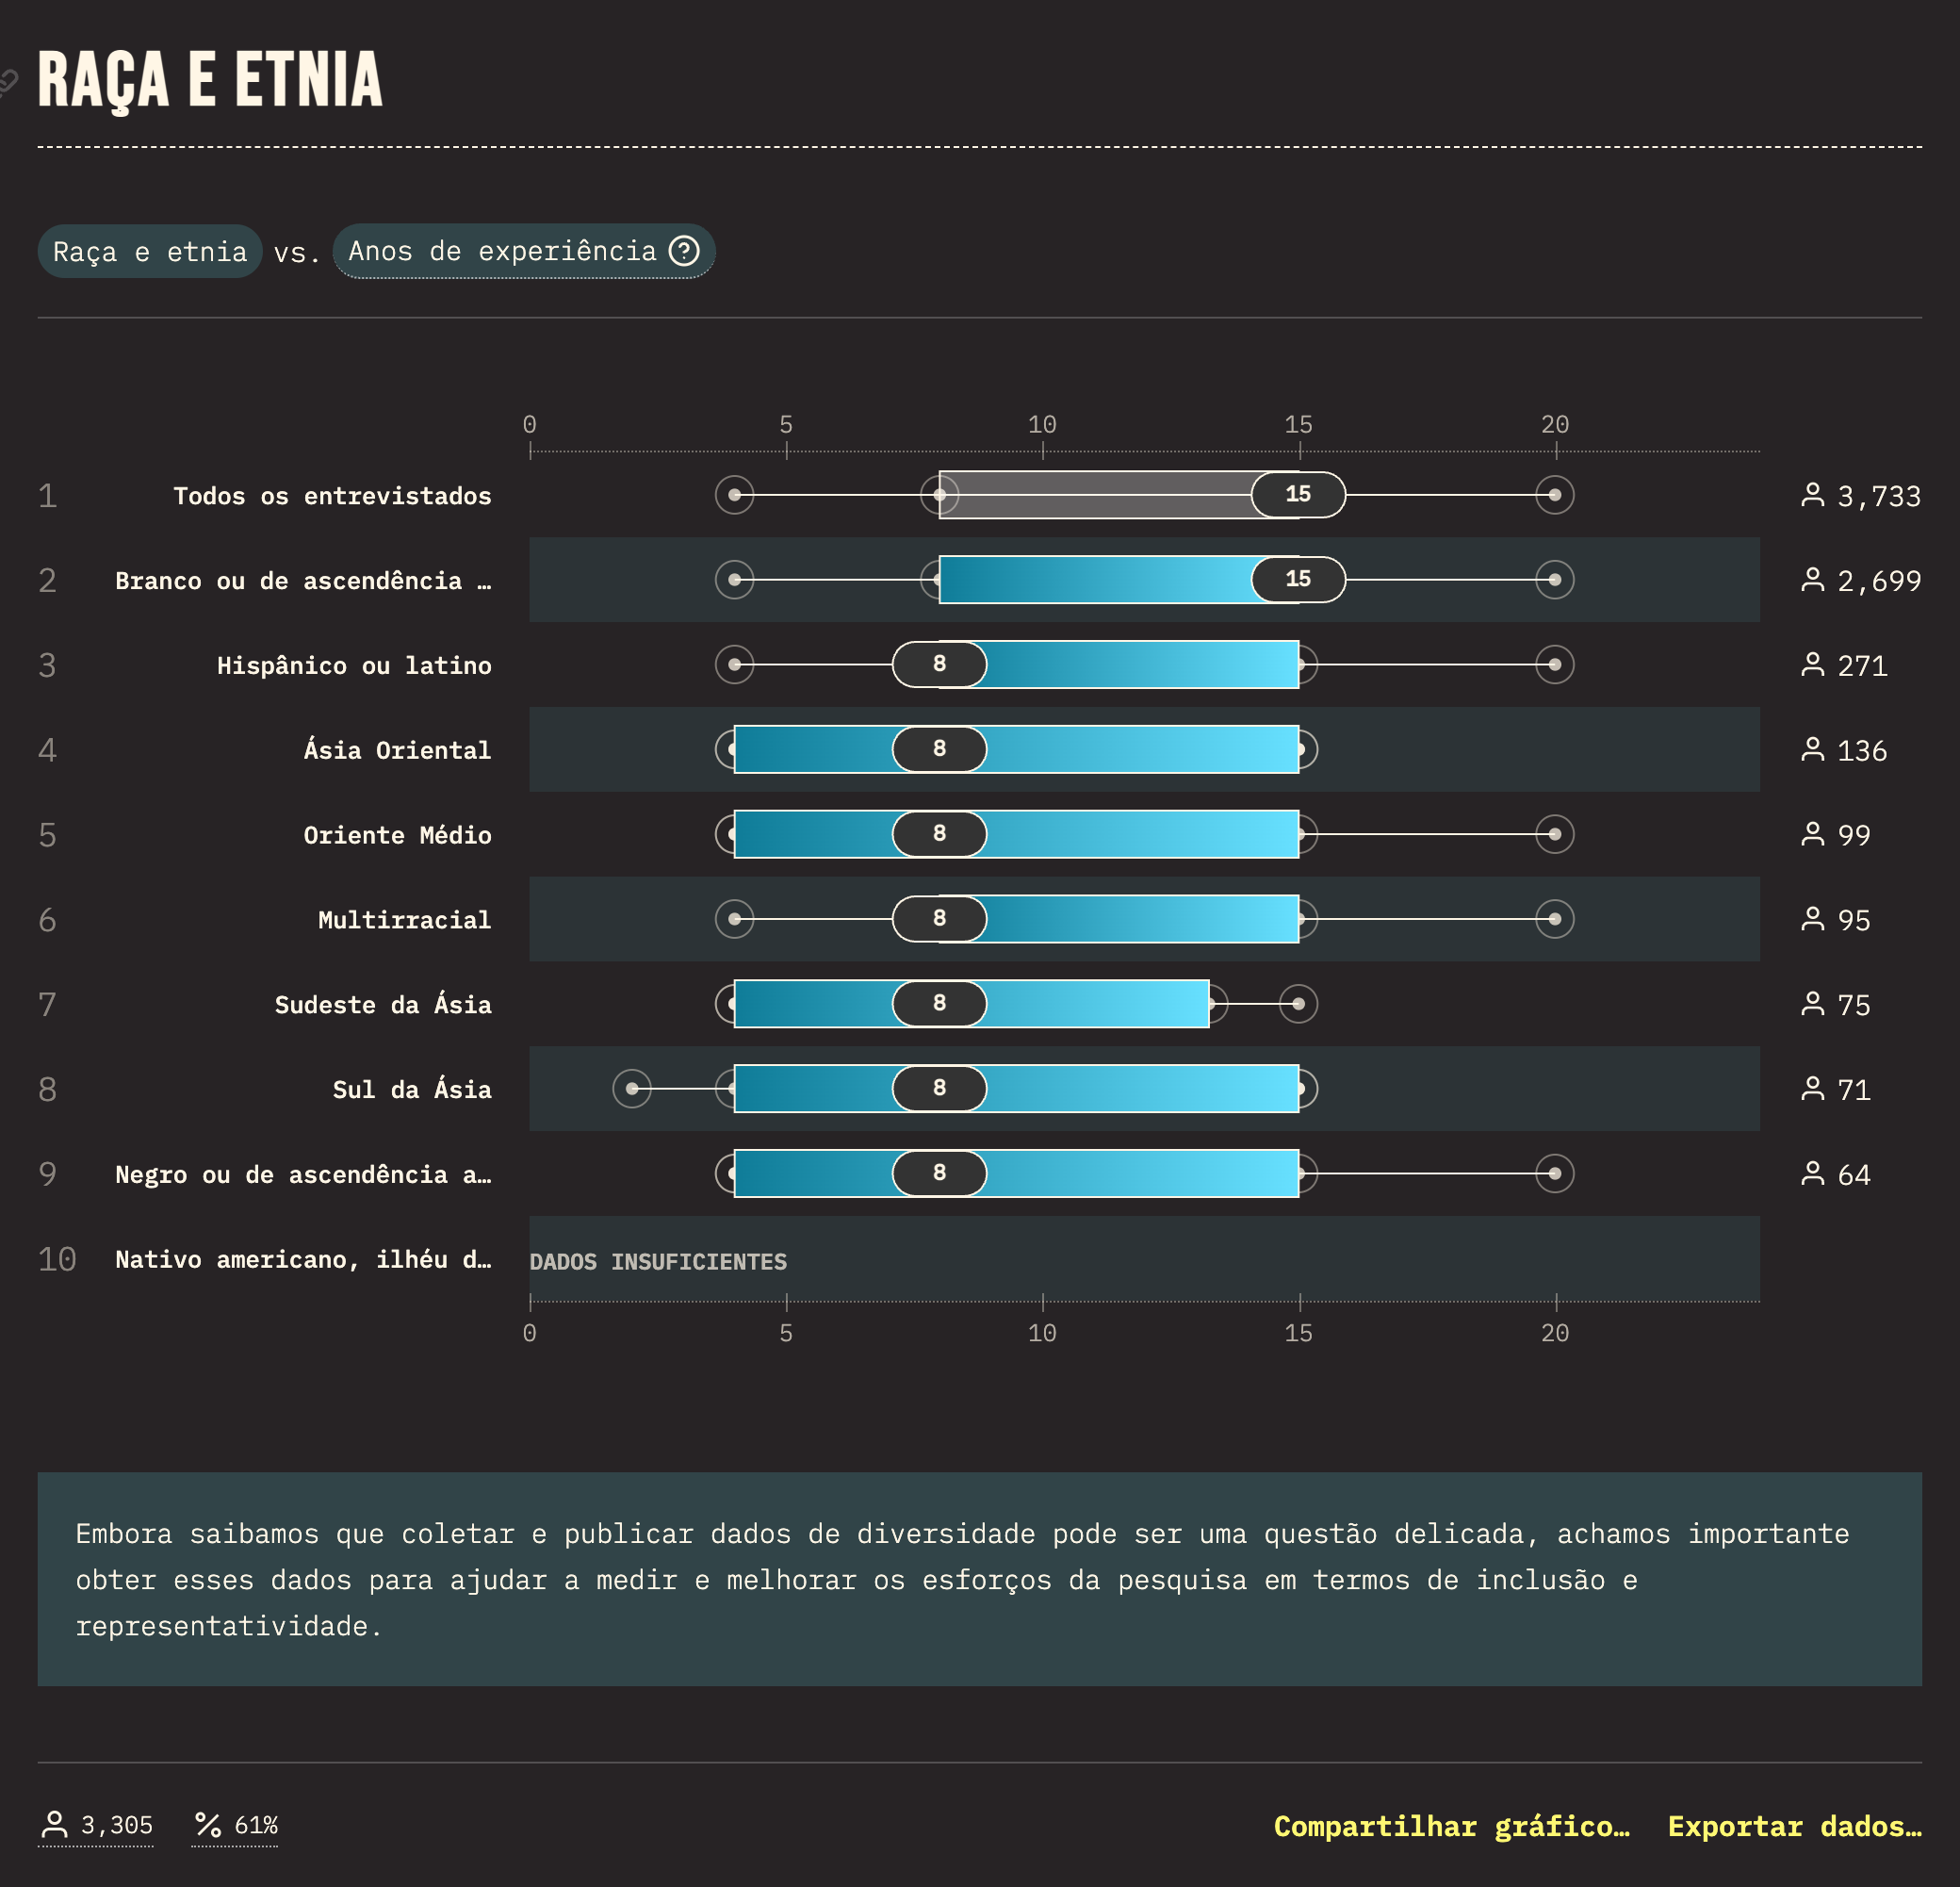 RAÇA E ETNIA
Raça e etnia vs. Anos de experiência ?
0 5 10 15 20
1 Todos os entrevistados 15 3,733
2 Branco ou de ascendência … 15 2,699
3 Hispânico ou latino 8 271
4 Ásia Oriental 8 136
5 Oriente Médio 8 99
6 Multirracial 8 95
7 Sudeste da Ásia 8 75
8 Sul da Ásia 8 71
9 Negro ou de ascendência a… 8 64
10 Nativo americano, ilhéu d… DADOS INSUFICIENTES
0 5 10 15 20
Embora saibamos que coletar e publicar dados de diversidade pode ser uma questão delicada, achamos importante
obter esses dados para ajudar a medir e melhorar os esforços da pesquisa em termos de inclusão e
representatividade.
3,305 % 61% Compartilhar gráfico… Exportar dados…